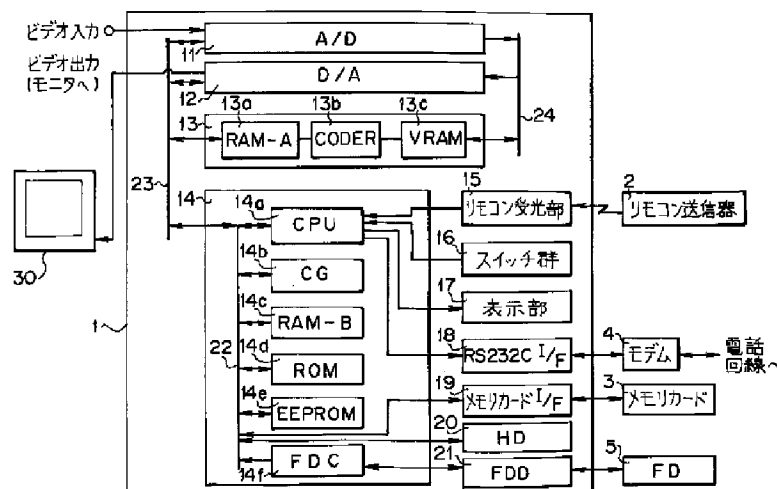 ビデオ入力
A/D
11
ビデオ出力
(モニタへ)
D/A
12
24
13
13a
13b
13c
RAM-A
CODER
VRAM
23
30
1
14
14a
CPU
14b
CG
14c
RAM-B
14d
22
ROM
14e
EEPROM
FDC
14f
15
リモコン受光部
2
リモコン送信器
16
スイッチ群
17
表示部
18
RS232C I/F
4
モデム
電話
回線へ
19
メモリカード I/F
3
メモリカード
20
HD
21
FDD
5
FD